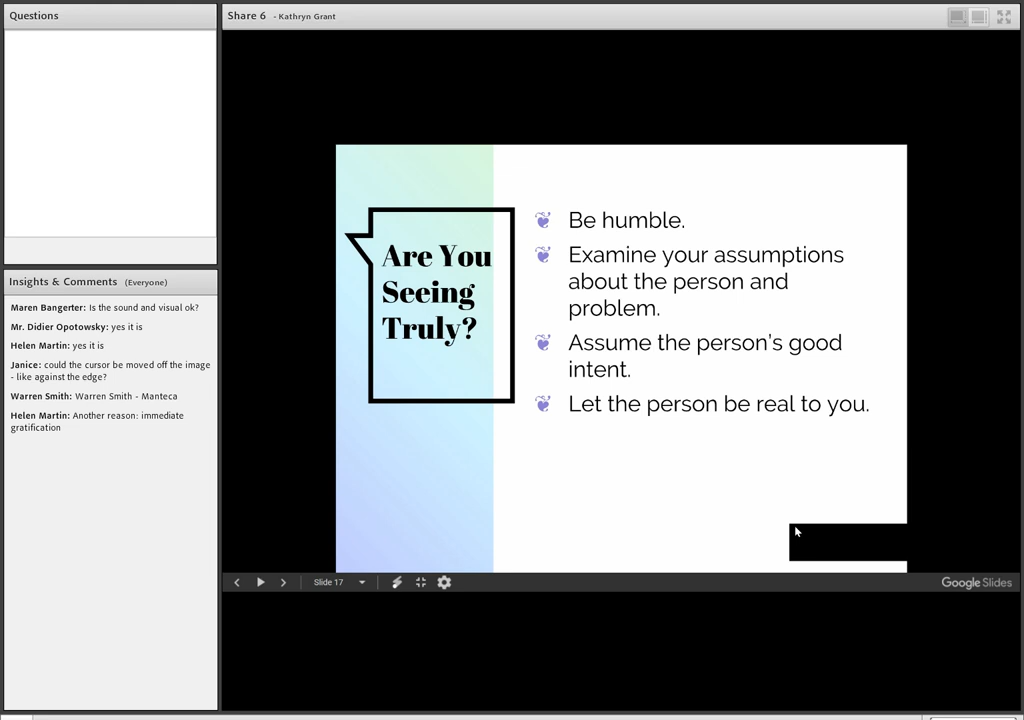 Questions
Share 6 - Kathryn Grant
Insights & Comments (Everyone)
Maren Bangerter: Is the sound and visual ok?
Mr. Didier Opotowsky: yes it is
Helen Martin: yes it is
Janice: could the cursor be moved off the image
- like against the edge?
Warren Smith: Warren Smith - Manteca
Helen Martin: Another reason: immediate
gratification
Are You
Seeing
Truly?
Be humble.
Examine your assumptions
about the person and
problem.
Assume the person's good
intent.
Let the person be real to you.
Slide 17
Google Slides